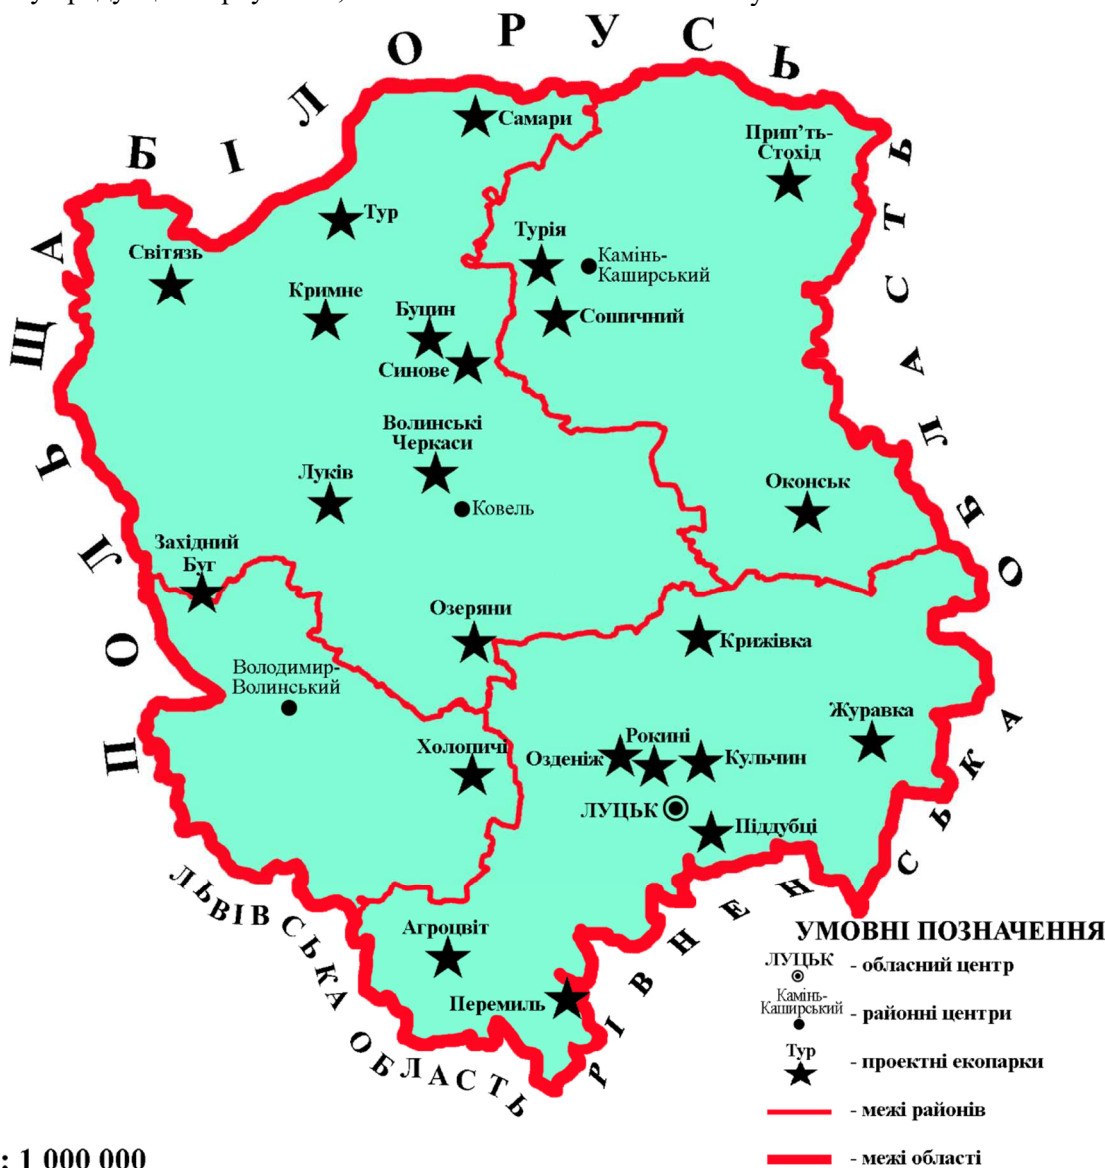 БІЛОРУСЬ
ПОЛЬЩА
РІВНЕНСЬКА ОБЛАСТЬ
ЛЬВІВСЬКА ОБЛАСТЬ
Самари
Прип’ть-
Стохід
Тур
Турія
Світязь
Камінь-
Каширський
Кримне
Буцин
Сошичний
Синове
Волинські
Черкаси
Луків
Оконськ
Ковель
Західний
Буг
Озеряни
Крижівка
Володимир-
Волинський
Журавка
Рокині
Холопичі
Озденіж
Кульчин
ЛУЦЬК
Піддубці
Агроцвіт
Перемиль
УМОВНІ ПОЗНАЧЕННЯ
ЛУЦЬК - обласний центр
Камінь-
Каширський - районні центри
Тур - проектні екопарки
- межі районів
- межі області
: 1 000 000